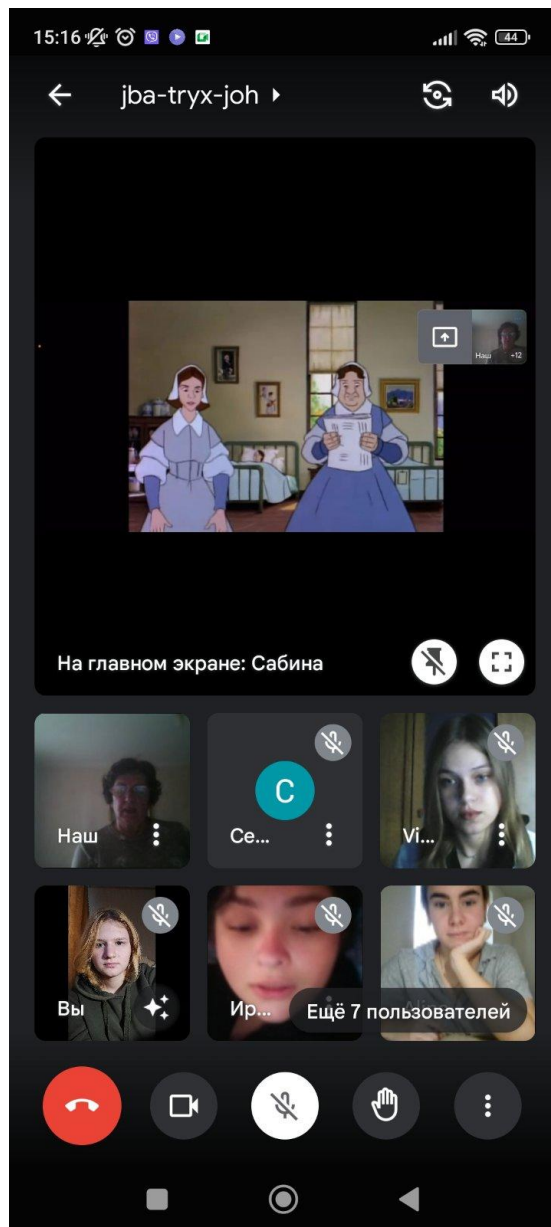 15:16
44
jba-tryx-joh
Наш +12
На главном экране: Сабина
Наш
C
Ce...
Vi...
Вы
Ир...
Ещё 7 пользователей